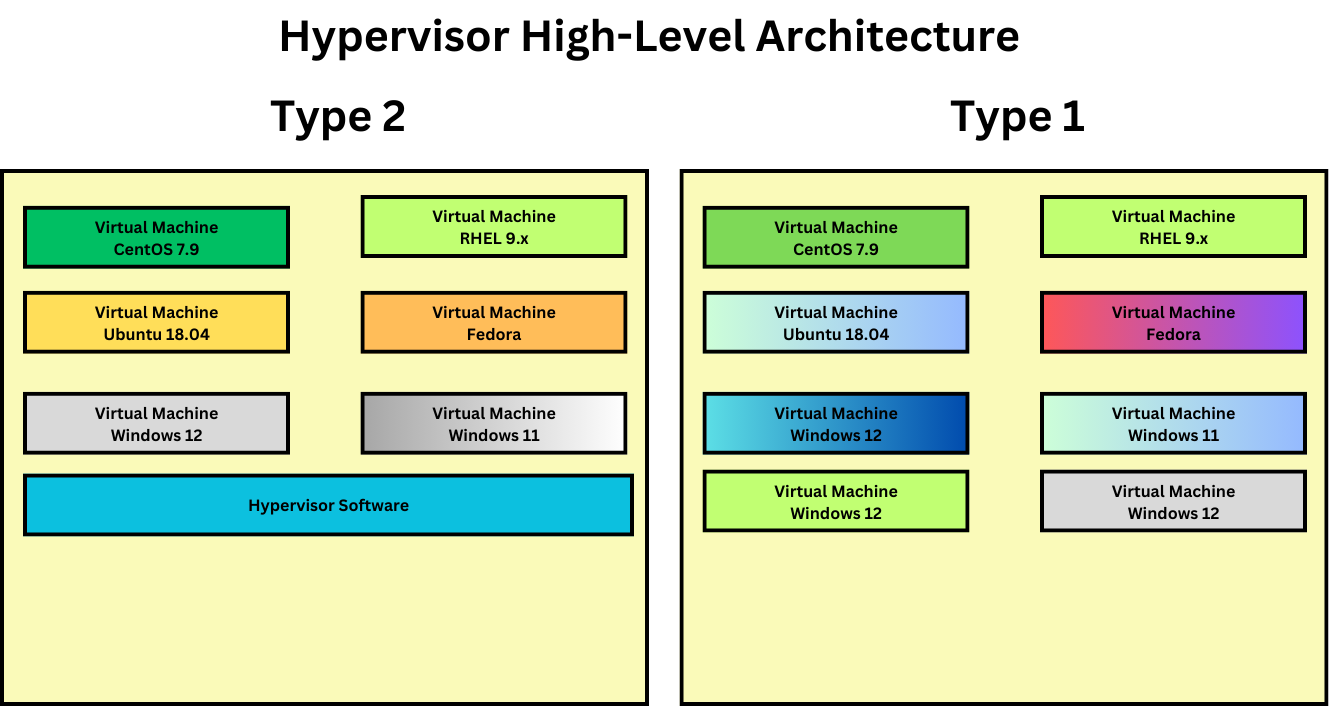 Hypervisor High-Level Architecture
Type 2
Type 1
Virtual Machine
CentOS 7.9
Virtual Machine
RHEL 9.x
Virtual Machine
Ubuntu 18.04
Virtual Machine
Fedora
Virtual Machine
Windows 12
Virtual Machine
Windows 11
Hypervisor Software
Virtual Machine
CentOS 7.9
Virtual Machine
RHEL 9.x
Virtual Machine
Ubuntu 18.04
Virtual Machine
Fedora
Virtual Machine
Windows 12
Virtual Machine
Windows 11
Virtual Machine
Windows 12
Virtual Machine
Windows 12